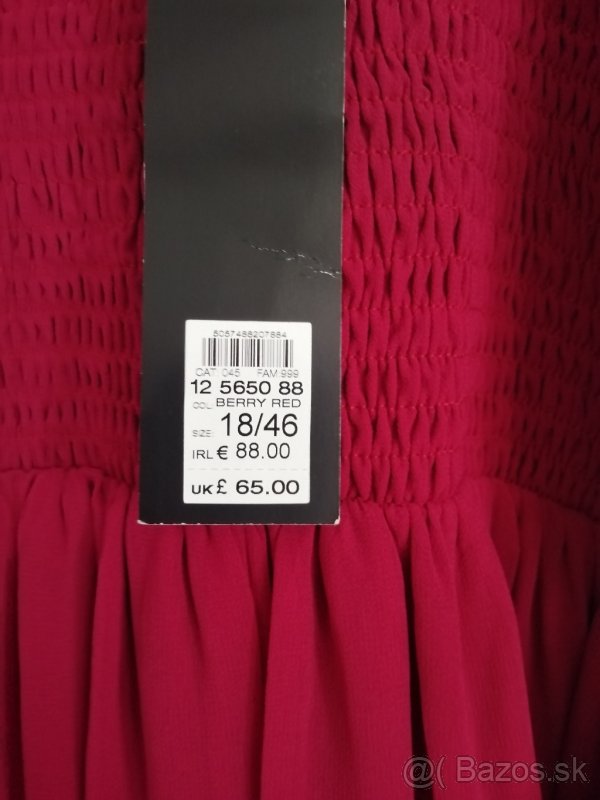 5057488207884
CAT 045 FAM 999
12 5650 88
COL BERRY RED
SIZE: 18/46
IRL € 88.00
UK £ 65.00
@( Bazos.sk